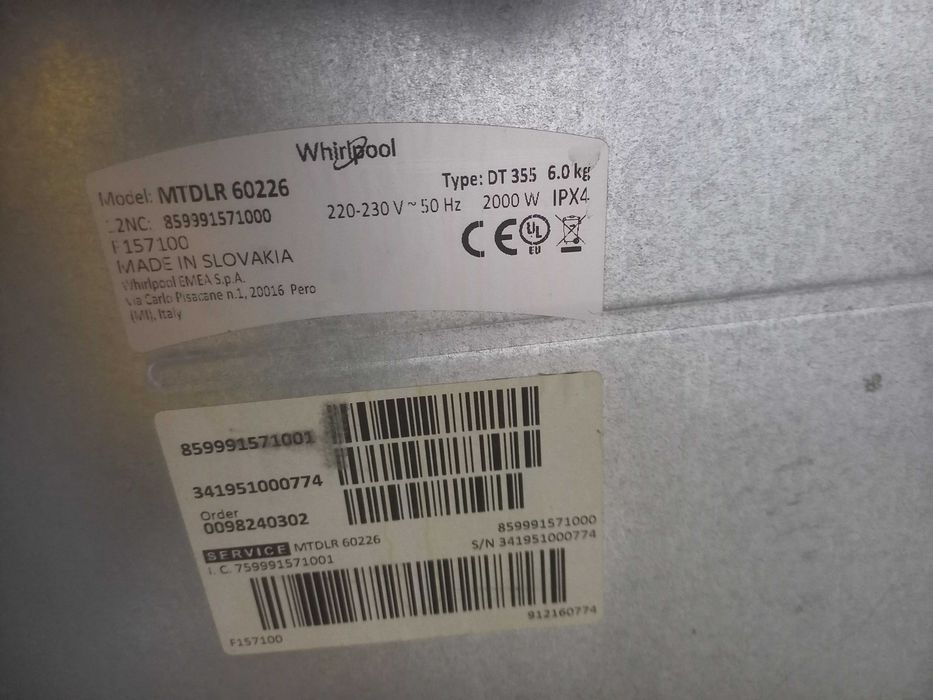 Whirlpool
Model: MTDLR 60226
Type: DT 355 6.0 kg
12NC: 859991571000
220-230 V ~ 50 Hz 2000 W IPX4
F157100
MADE IN SLOVAKIA
UL
EU
Whirlpool EMEA S.p.A.
Via Carlo Pisacane n.1, 20016 Pero
(MI), Italy
859991571001
341951000774
Order
0098240302
859991571000
SERVICE MTDLR 60226
S/N 341951000774
I. C. 759991571001
F157100
912160774